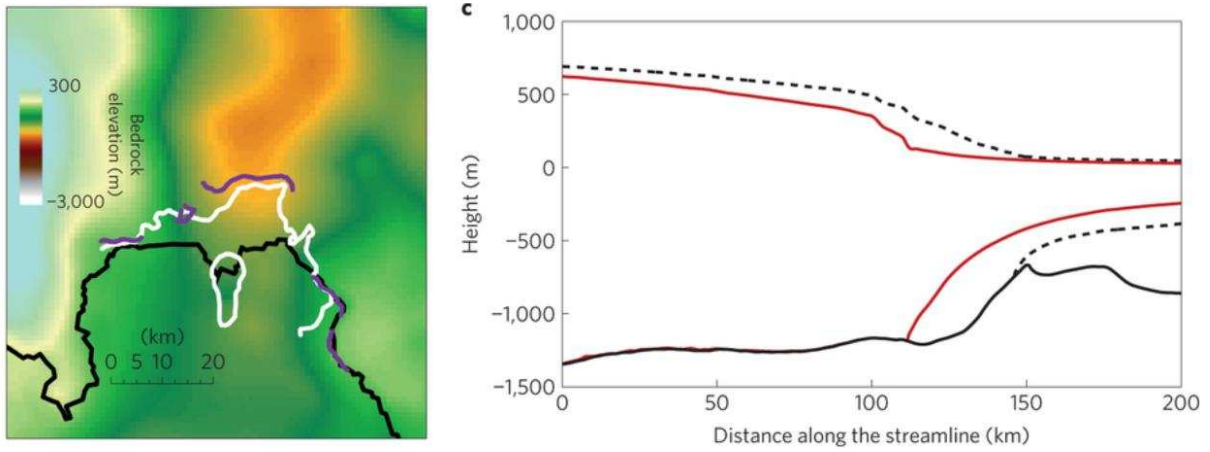 300
Bedrock
elevation (m)
−3,000
(km)
0 5 10 20
c
1,000
500
0
−500
−1,000
−1,500
Height (m)
0 50 100 150 200
Distance along the streamline (km)